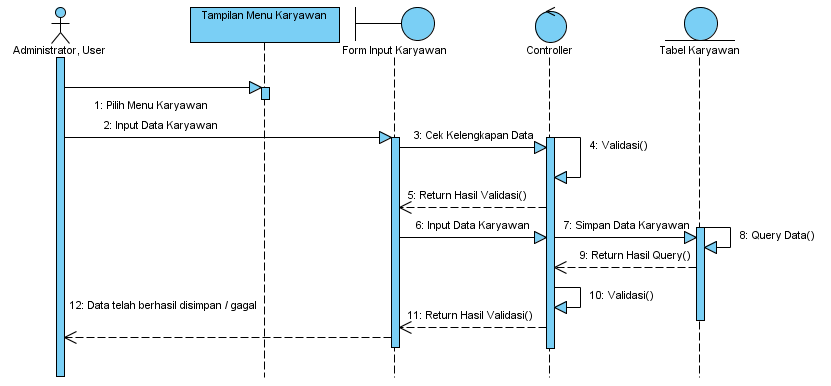 Tampilan Menu Karyawan
Administrator, User
Form Input Karyawan
Controller
Tabel Karyawan
1: Pilih Menu Karyawan
2: Input Data Karyawan
3: Cek Kelengkapan Data
4: Validasi()
5: Return Hasil Validasi()
6: Input Data Karyawan
7: Simpan Data Karyawan
8: Query Data()
9: Return Hasil Query()
10: Validasi()
11: Return Hasil Validasi()
12: Data telah berhasil disimpan / gagal